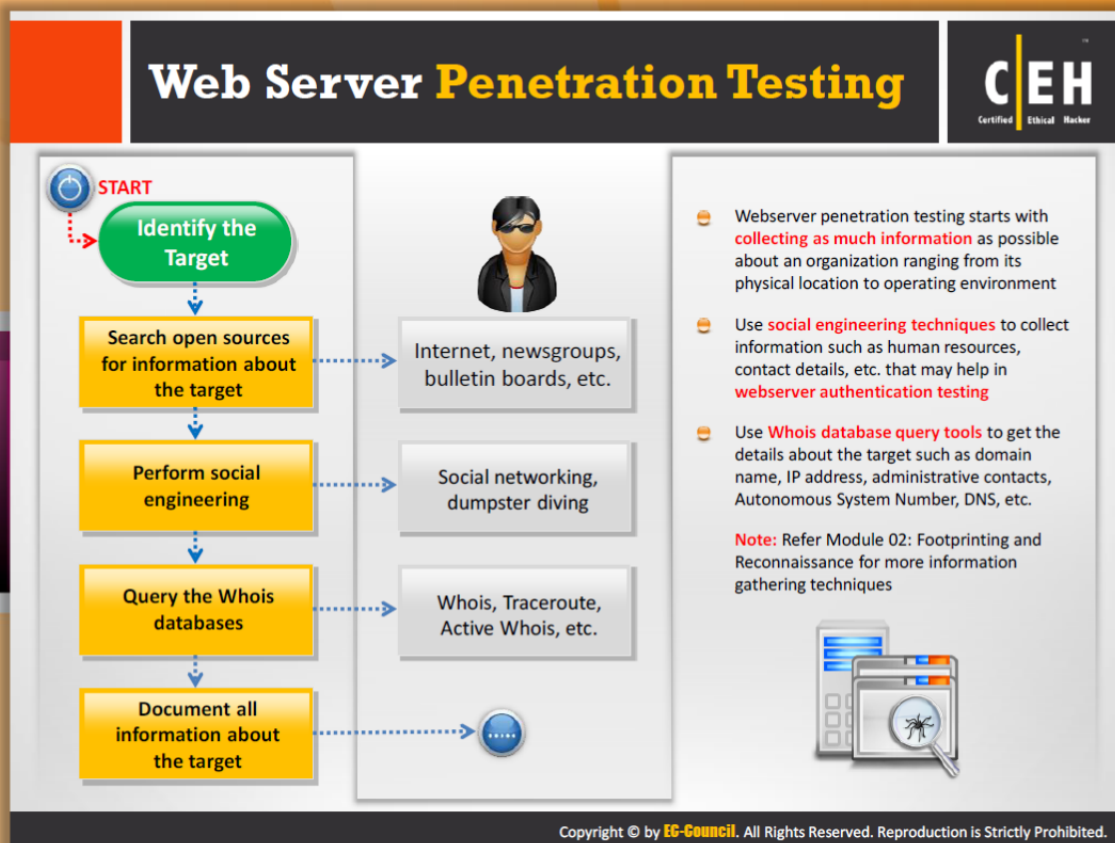 Web Server Penetration Testing
C|EH
Certified Ethical Hacker
START
Identify the
Target
Search open sources
for information about
the target
Internet, newsgroups,
bulletin boards, etc.
Perform social
engineering
Social networking,
dumpster diving
Query the Whois
databases
Whois, Traceroute,
Active Whois, etc.
Document all
information about
the target
Webserver penetration testing starts with
collecting as much information as possible
about an organization ranging from its
physical location to operating environment
Use social engineering techniques to collect
information such as human resources,
contact details, etc. that may help in
webserver authentication testing
Use Whois database query tools to get the
details about the target such as domain
name, IP address, administrative contacts,
Autonomous System Number, DNS, etc.
Note: Refer Module 02: Footprinting and
Reconnaissance for more information
gathering techniques
Copyright © by EC-Council. All Rights Reserved. Reproduction is Strictly Prohibited.